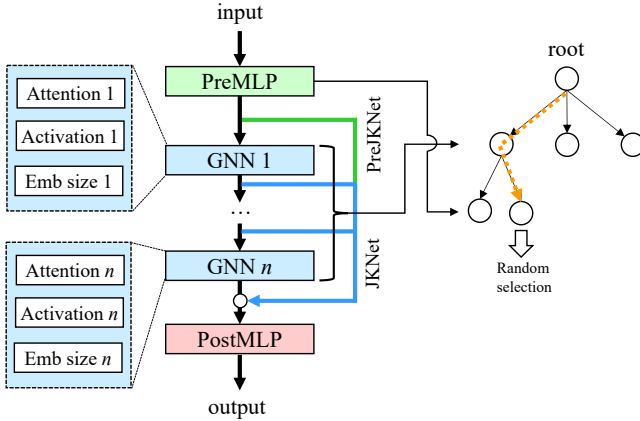 input
root
PreMLP
Attention 1
Activation 1
Emb size 1
PreJKNet
GNN 1
...
GNN n
JKNet
Attention n
Activation n
Emb size n
Random
selection
PostMLP
output